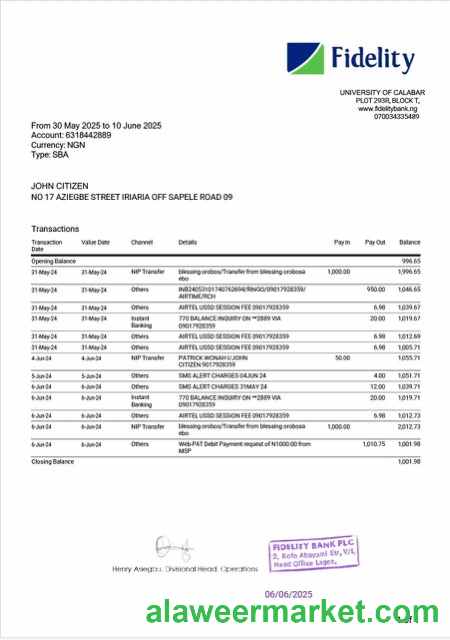 Fidelity
UNIVERSITY OF CALABAR
PLOT 293R, BLOCK T,
www.fidelitybank.ng
070034335489
From 30 May 2025 to 10 June 2025
Account: 6318442889
Currency: NGN
Type: SBA
JOHN CITIZEN
NO 17 AZIEGBE STREET IRIARIA OFF SAPELE ROAD 09
Transactions
Transaction Date Value Date Channel Details Pay In Pay Out Balance
Opening Balance 996.65
31-May-24 31-May-24 NIP Transfer blessing orobos/Transfer from blessing orobosa 1,000.00 1,996.65
ebo
31-May-24 31-May-24 Others 950.00 1,046.65
AIRTIME/RCH
31-May-24 31-May-24 Others AIRTEL USSD SESSION FEE 09017928359 6.98 1,039.67
31-May-24 31-May-24 Instant Banking 770 BALANCE INQUIRY ON **2889 VIA 20.00 1,019.67
09017928359
31-May-24 31-May-24 Others AIRTEL USSD SESSION FEE 09017928359 6.98 1,012.69
31-May-24 31-May-24 Others AIRTEL USSD SESSION FEE 09017928359 6.98 1,005.71
4-Jun-24 4-Jun-24 NIP Transfer PATRICK 50.00 1,055.71
CITIZEN 9017928359
5-Jun-24 5-Jun-24 Others SMS ALERT CHARGES 04JUN 24 4.00 1,051.71
6-Jun-24 6-Jun-24 Others SMS ALERT CHARGES 31MAY 24 12.00 1,039.71
6-Jun-24 6-Jun-24 Instant Banking 770 BALANCE INQUIRY ON **2889 VIA 20.00 1,019.71
09017928359
6-Jun-24 6-Jun-24 Others AIRTEL USSD SESSION FEE 09017928359 6.98 1,012.73
6-Jun-24 6-Jun-24 NIP Transfer blessing orobos/Transfer from blessing orobosa 1,000.00 2,012.73
ebo
6-Jun-24 6-Jun-24 Others Web-PAT Debit Payment request of N1000.00 from 1,010.75 1,001.98
MISP
Closing Balance 1,001.98
Henry Asiegbu, Divisional Head, Operations
FIDELITY BANK PLC
2, Kofo Abayomi Str, V/I,
Head Office Lagos,
06/06/2025
alaweermarket.com